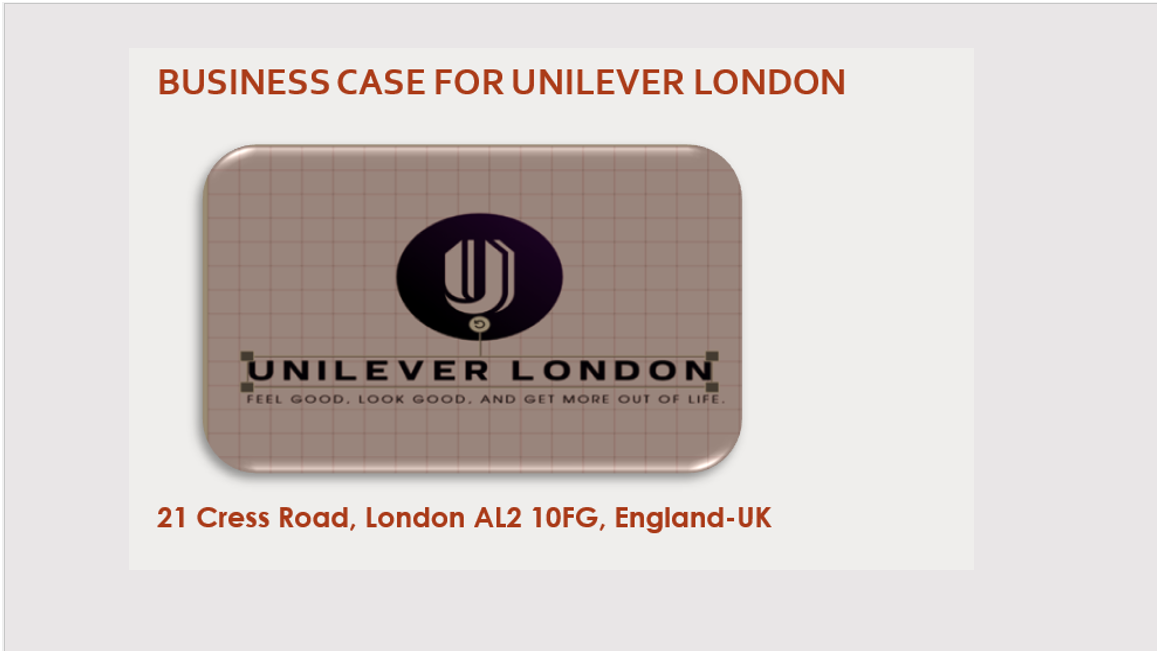 BUSINESS CASE FOR UNILEVER LONDON
U
UNILEVER LONDON
FEEL GOOD, LOOK GOOD, AND GET MORE OUT OF LIFE.
21 Cress Road, London AL2 10FG, England-UK